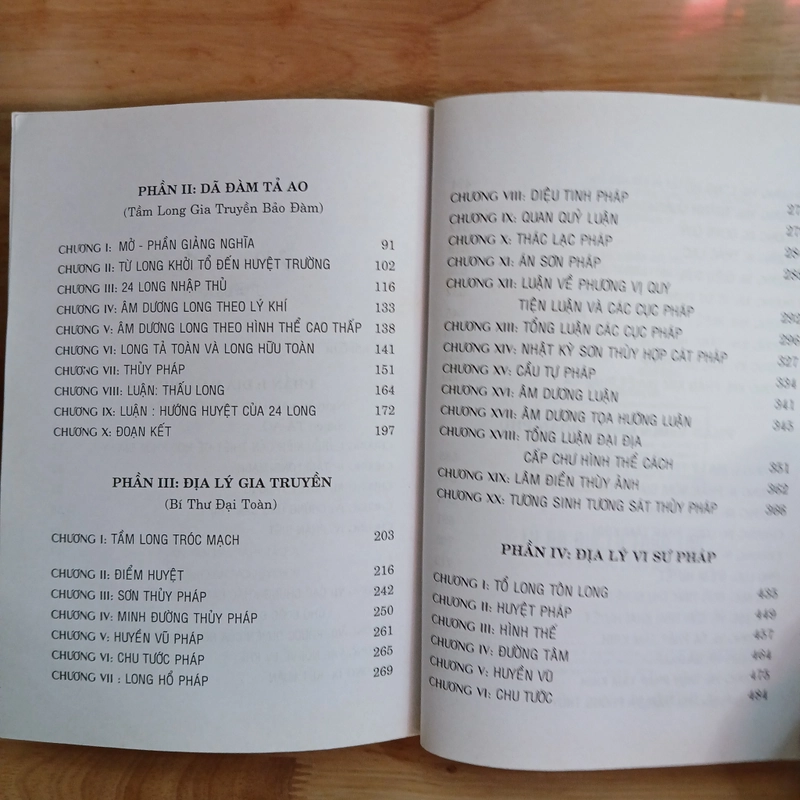 PHẦN II: DÃ ĐÀM TẢ AO
(Tầm Long Gia Truyền Bảo Đàm)
CHƯƠNG I: MỞ - PHẦN GIẢNG NGHĨA 91
CHƯƠNG II: TỪ LONG KHỞI TỔ ĐẾN HUYỆT TRƯỜNG 102
CHƯƠNG III: 24 LONG NHẬP THỦ 116
CHƯƠNG IV: ÂM DƯƠNG LONG THEO LÝ KHÍ 133
CHƯƠNG V: ÂM DƯƠNG LONG THEO HÌNH THỂ CAO THẤP 138
CHƯƠNG VI: LONG TẢ TOÀN VÀ LONG HỮU TOÀN 141
CHƯƠNG VII: THỦY PHÁP 151
CHƯƠNG VIII: LUẬN: THẤU LONG 164
CHƯƠNG IX: LUẬN : HƯỚNG HUYỆT CỦA 24 LONG 172
CHƯƠNG X: ĐOẠN KẾT 197
PHẦN III: ĐỊA LÝ GIA TRUYỀN
(Bí Thư Đại Toàn)
CHƯƠNG I: TẦM LONG TRÓC MẠCH 203
CHƯƠNG II: ĐIỂM HUYỆT 216
CHƯƠNG III: SƠN THỦY PHÁP 242
CHƯƠNG IV: MINH ĐƯỜNG THỦY PHÁP 250
CHƯƠNG V: HUYỀN VŨ PHÁP 261
CHƯƠNG VI: CHU TƯỚC PHÁP 265
CHƯƠNG VII : LONG HỔ PHÁP 269
CHƯƠNG VIII: DIỆU TINH PHÁP
CHƯƠNG IX: QUAN QUỶ LUẬN
CHƯƠNG X: THÁC LẠC PHÁP
CHƯƠNG XI: ÁN SƠN PHÁP
CHƯƠNG XII: LUẬN VỀ PHƯƠNG VỊ QUY
TIỆN LUẬN VÀ CÁC CỤC PHÁP
CHƯƠNG XIII: TỔNG LUẬN CÁC CỤC PHÁP 296
CHƯƠNG XIV: NHẬT KỶ SƠN THỦY HỢP CÁT PHÁP 327
CHƯƠNG XV: CẦU TỰ PHÁP 334
CHƯƠNG XVI: ÂM DƯƠNG LUẬN 341
CHƯƠNG XVII: ÂM DƯƠNG TỌA HƯỚNG LUẬN 345
CHƯƠNG XVIII: TỔNG LUẬN ĐẠI ĐỊA
CẤP CHƯ HÌNH THỂ CÁCH 351
CHƯƠNG XIX: LÂM ĐIỀN THỦY ẢNH 362
CHƯƠNG XX: TƯƠNG SINH TƯƠNG SÁT THỦY PHÁP 366
PHẦN IV: ĐỊA LÝ VI SƯ PHÁP
CHƯƠNG I: TỔ LONG TÔN LONG 435
CHƯƠNG II: HUYỆT PHÁP 449
CHƯƠNG III: HÌNH THẾ 457
CHƯƠNG IV: ĐƯỜNG TÂM 464
CHƯƠNG V: HUYỀN VŨ 475
CHƯƠNG VI: CHU TƯỚC 484